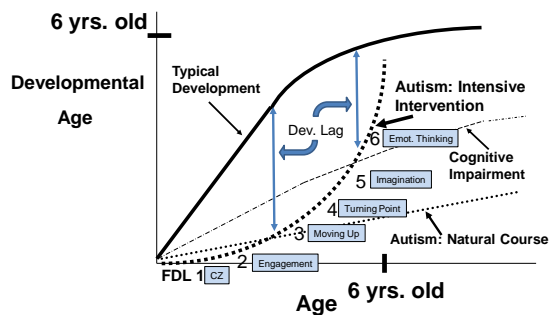 6 yrs. old
Developmental
Age
Typical
Development
Dev. Lag
Autism: Intensive
Intervention
6 Emot. Thinking
Cognitive
Impairment
5 Imagination
4 Turning Point
3 Moving Up
Autism: Natural Course
2 Engagement
FDL 1 CZ
Age 6 yrs. old